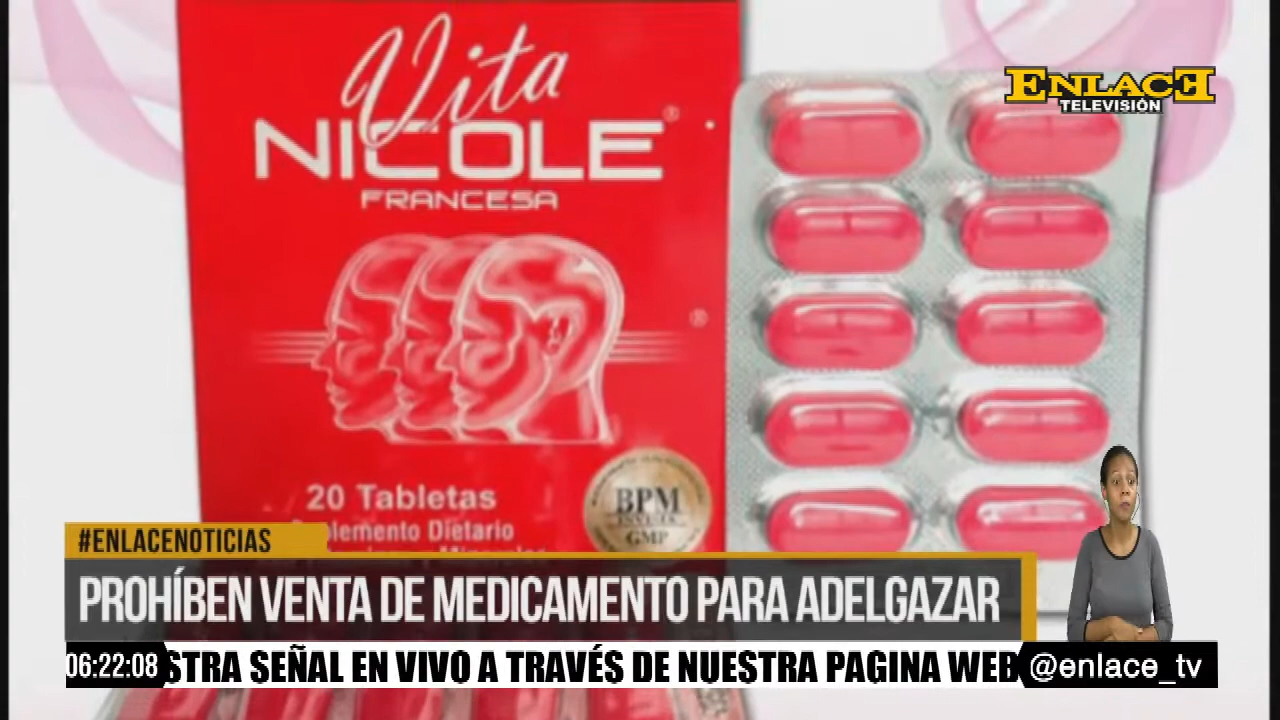 Vita
NICOLE
FRANCESA
ENLACE
TELEVISIÓN
20 Tabletas
Dietario
BPM
GMP
#ENLACENOTICIAS
PROHÍBEN VENTA DE MEDICAMENTO PARA ADELGAZAR
06:22:08
STRA SEÑAL EN VIVO A TRAVÉS DE NUESTRA PAGINA WEB
@enlace_tv